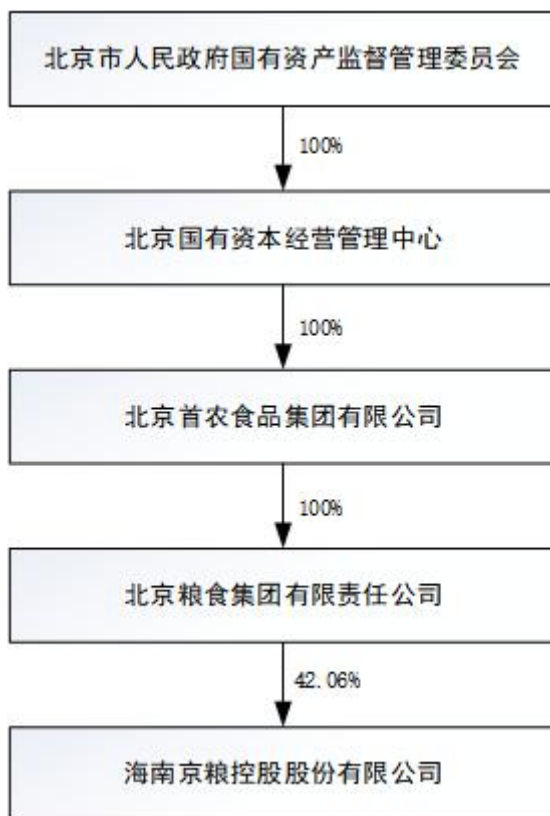 北京市人民政府国有资产监督管理委员会
100%
北京国有资本经营管理中心
100%
北京首农食品集团有限公司
100%
北京粮食集团有限责任公司
42.06%
海南京粮控股股份有限公司